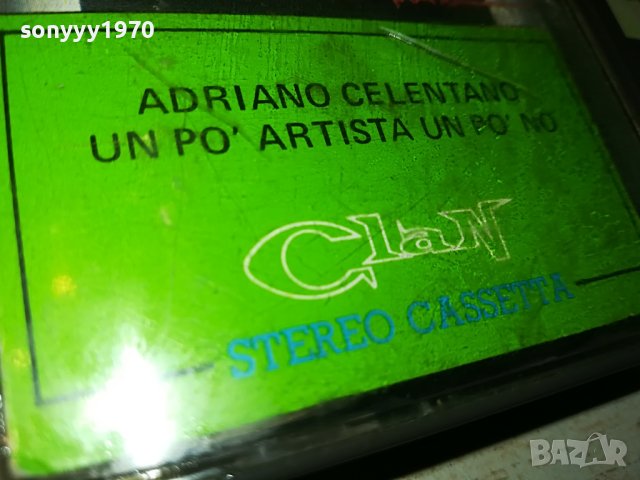 sonyyy1970
ADRIANO CELENTANO
UN PO' ARTISTA UN PO' NO
Clan
STEREO CASSETTA
BAZAR